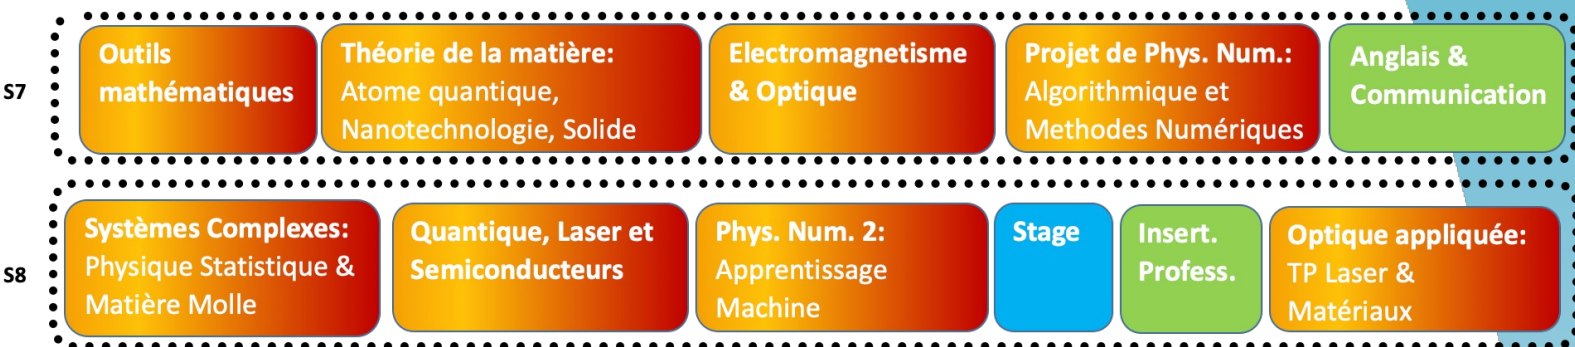 S7
Outils
mathématiques
Théorie de la matière:
Atome quantique,
Nanotechnologie, Solide
Electromagnetisme
& Optique
Projet de Phys. Num.:
Algorithmique et
Methodes Numériques
Anglais &
Communication
S8
Systèmes Complexes:
Physique Statistique &
Matière Molle
Quantique, Laser et
Semiconducteurs
Phys. Num. 2:
Apprentissage
Machine
Stage
Insert.
Profess.
Optique appliquée:
TP Laser &
Matériaux